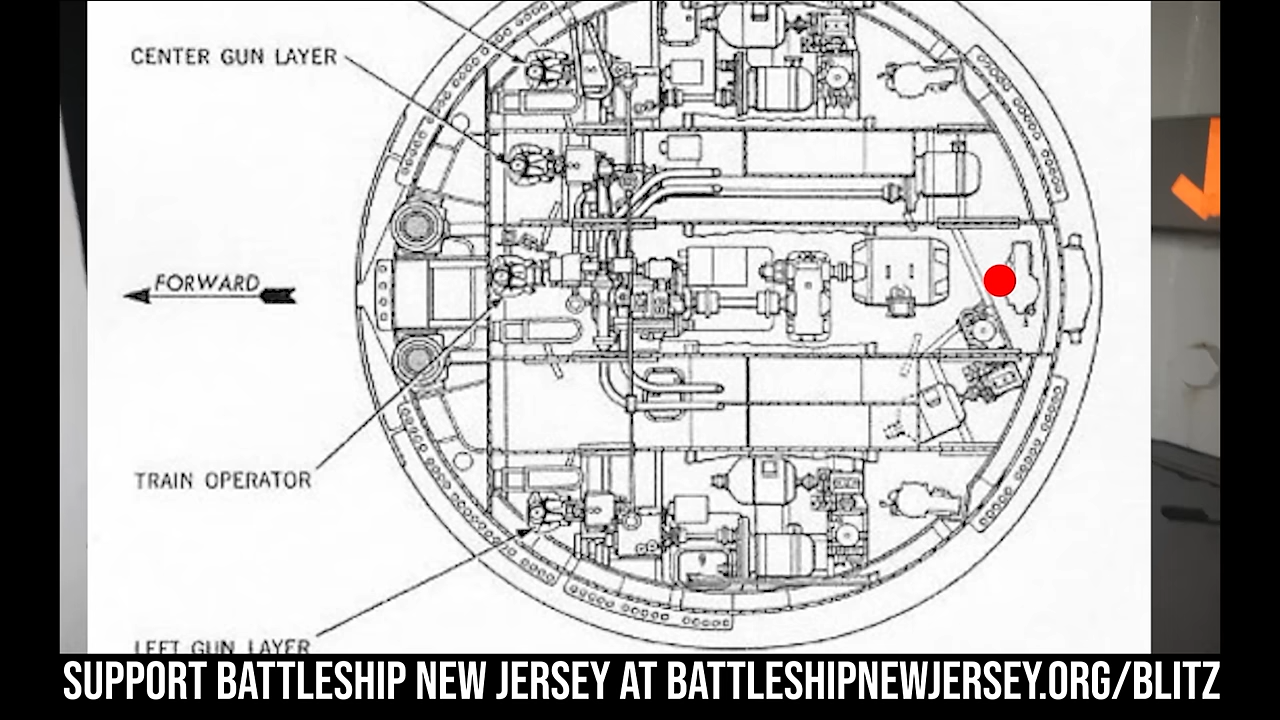 CENTER GUN LAYER
FORWARD
TRAIN OPERATOR
LEFT GUN LAYER
SUPPORT BATTLESHIP NEW JERSEY AT BATTLESHIPNEWJERSEY.ORG/BLITZ